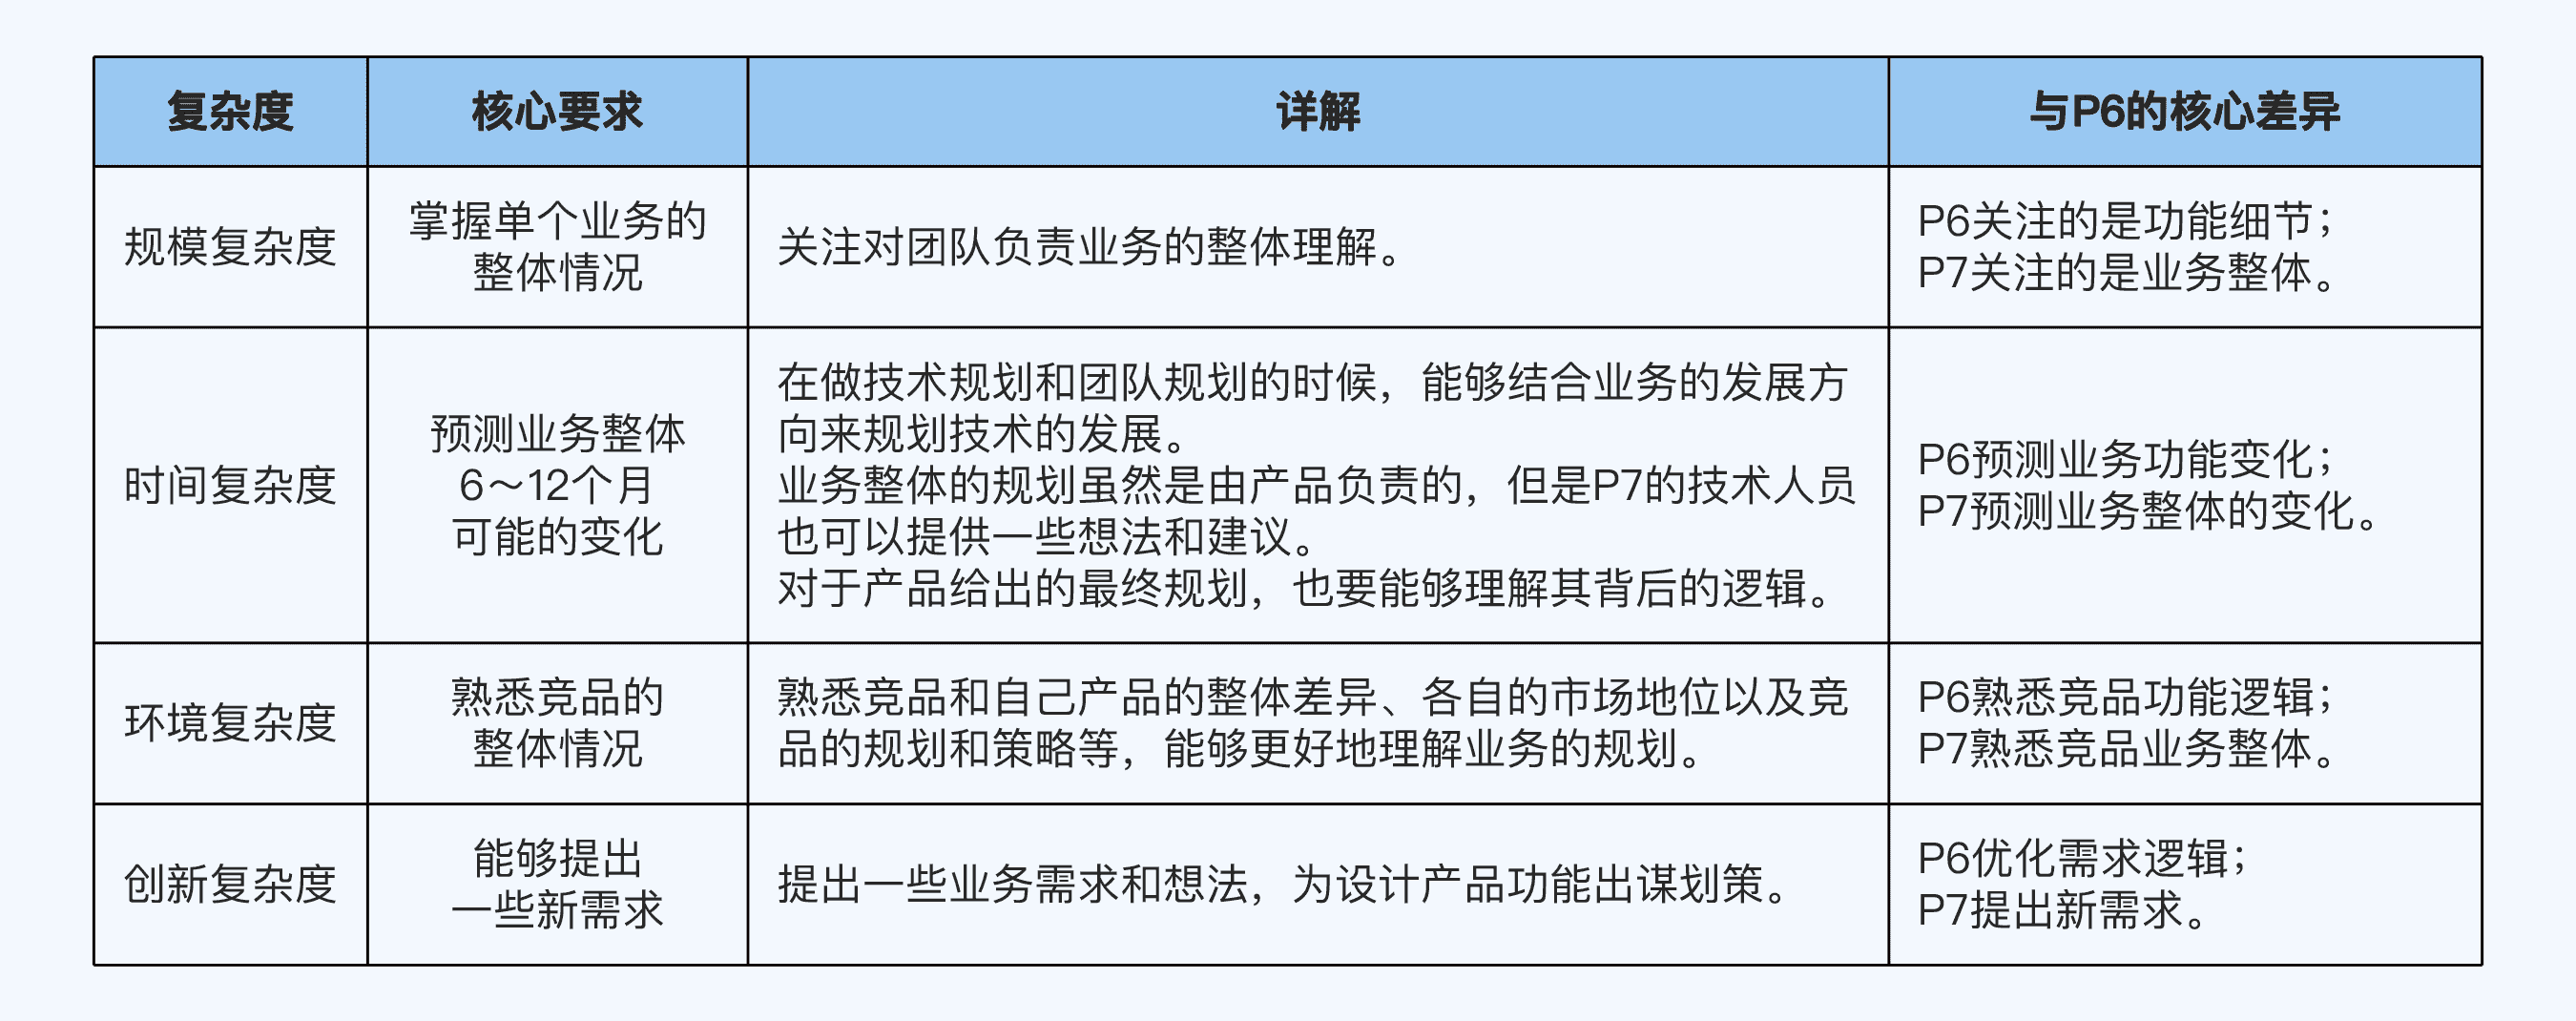 复杂度
核心要求
详解
与P6的核心差异
规模复杂度
掌握单个业务的
整体情况
关注对团队负责业务的整体理解。
P6关注的是功能细节；
P7关注的是业务整体。
时间复杂度
预测业务整体
6～12个月
可能的变化
在做技术规划和团队规划的时候，能够结合业务的发展方
向来规划技术的发展。
业务整体的规划虽然是由产品负责的，但是P7的技术人员
也可以提供一些想法和建议。
对于产品给出的最终规划，也要能够理解其背后的逻辑。
P6预测业务功能变化；
P7预测业务整体的变化。
环境复杂度
熟悉竞品的
整体情况
熟悉竞品和自己产品的整体差异、各自的市场地位以及竞
品的规划和策略等，能够更好地理解业务的规划。
P6熟悉竞品功能逻辑；
P7熟悉竞品业务整体。
创新复杂度
能够提出
一些新需求
提出一些业务需求和想法，为设计产品功能出谋划策。
P6优化需求逻辑；
P7提出新需求。